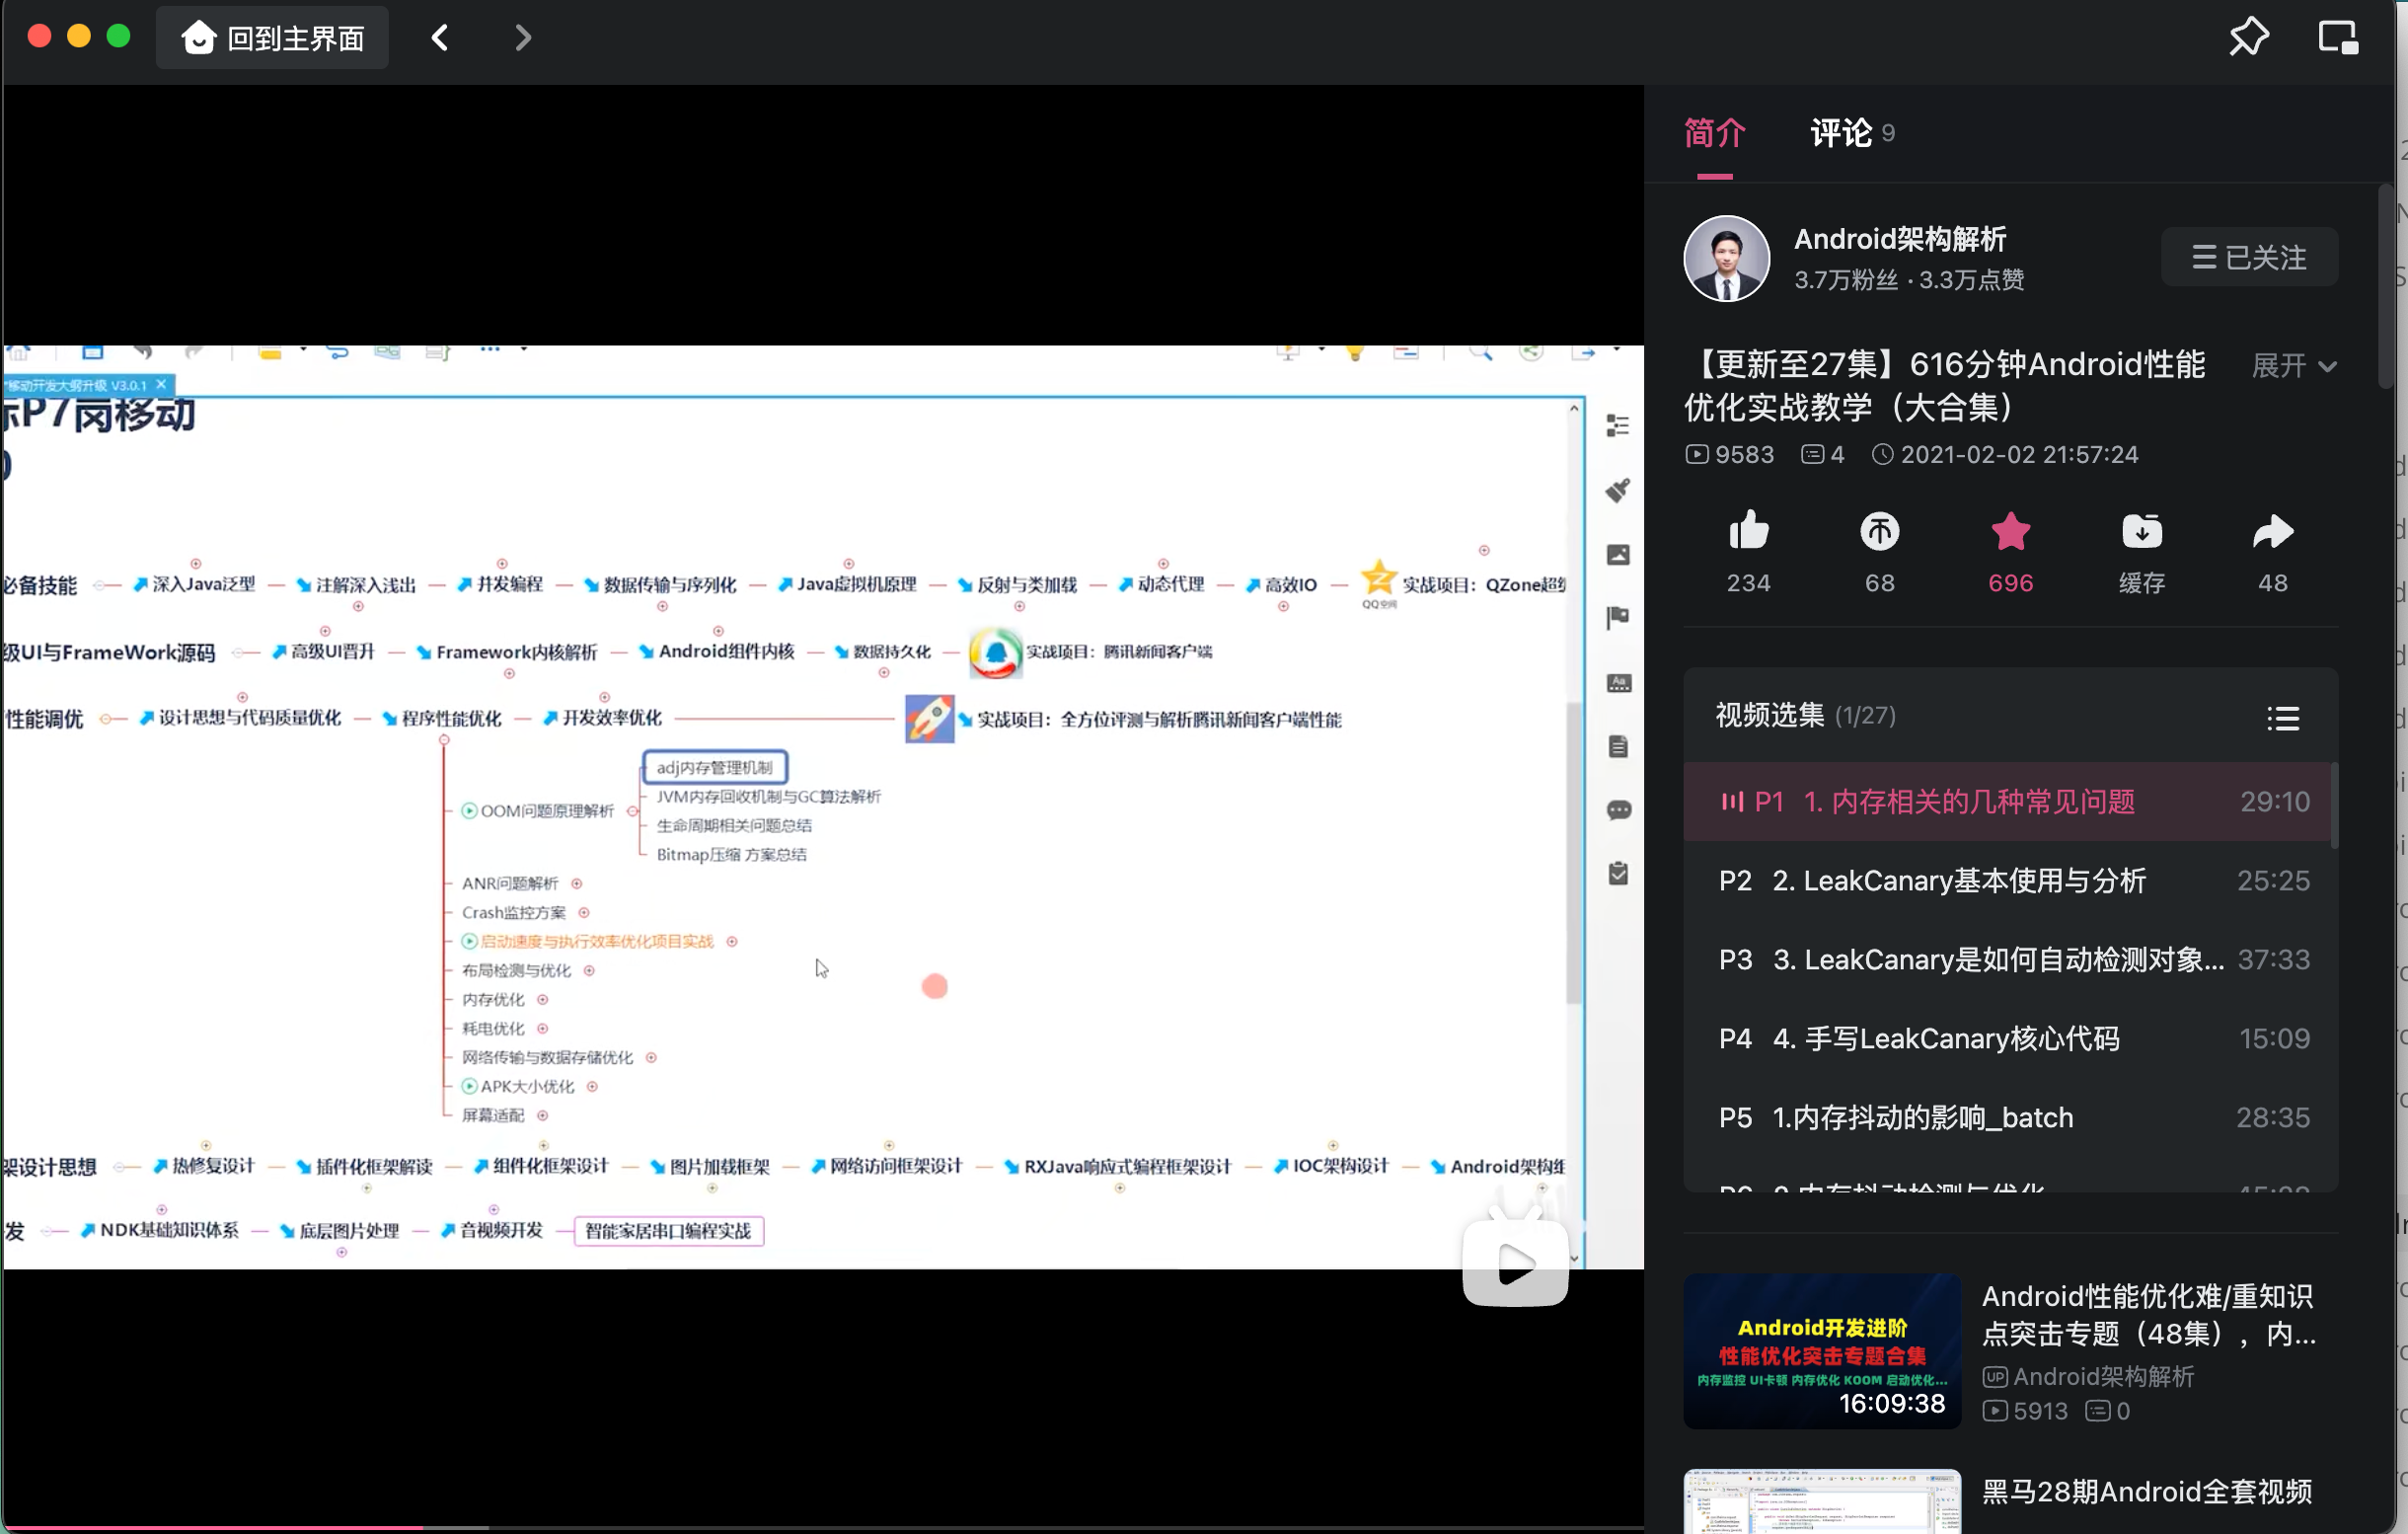 回到主界面
简介
评论 9
Android架构解析
3.7万粉丝 · 3.3万点赞
已关注
【更新至27集】616分钟Android性能
优化实战教学（大合集）
展开
9583 4 2021-02-02 21:57:24
234 68 696 缓存 48
视频选集 (1/27)
P1 1. 内存相关的几种常见问题 29:10
P2 2. LeakCanary基本使用与分析 25:25
P3 3. LeakCanary是如何自动检测对象... 37:33
P4 4. 手写LeakCanary核心代码 15:09
P5 1.内存抖动的影响_batch 28:35
Android开发进阶
性能优化突击专题合集
内存监控 UI卡顿 内存优化 KOOM 启动优化...
16:09:38
Android性能优化难/重知识
点突击专题（48集），内...
UP Android架构解析
5913 0
黑马28期Android全套视频
*移动开发大纲升级 V3.0.1
P7岗移动
必备技能 深入Java泛型 注解深入浅出 并发编程 数据传输与序列化 Java虚拟机原理 反射与类加载 动态代理 高效IO QQ空间 实战项目：QZone超
级UI与FrameWork源码 高级UI晋升 Framework内核解析 Android组件内核 数据持久化 实战项目：腾讯新闻客户端
性能调优 设计思想与代码质量优化 程序性能优化 开发效率优化 实战项目：全方位评测与解析腾讯新闻客户端性能
OOM问题原理解析
adj内存管理机制
JVM内存回收机制与GC算法解析
生命周期相关问题总结
Bitmap压缩 方案总结
ANR问题解析
Crash监控方案
启动速度与执行效率优化项目实战
布局检测与优化
内存优化
耗电优化
网络传输与数据存储优化
APK大小优化
屏幕适配
架设计思想 热修复设计 插件化框架解读 组件化框架设计 图片加载框架 网络访问框架设计 RXJava响应式编程框架设计 IOC架构设计 Android架构组
发 NDK基础知识体系 底层图片处理 音视频开发 智能家居串口编程实战